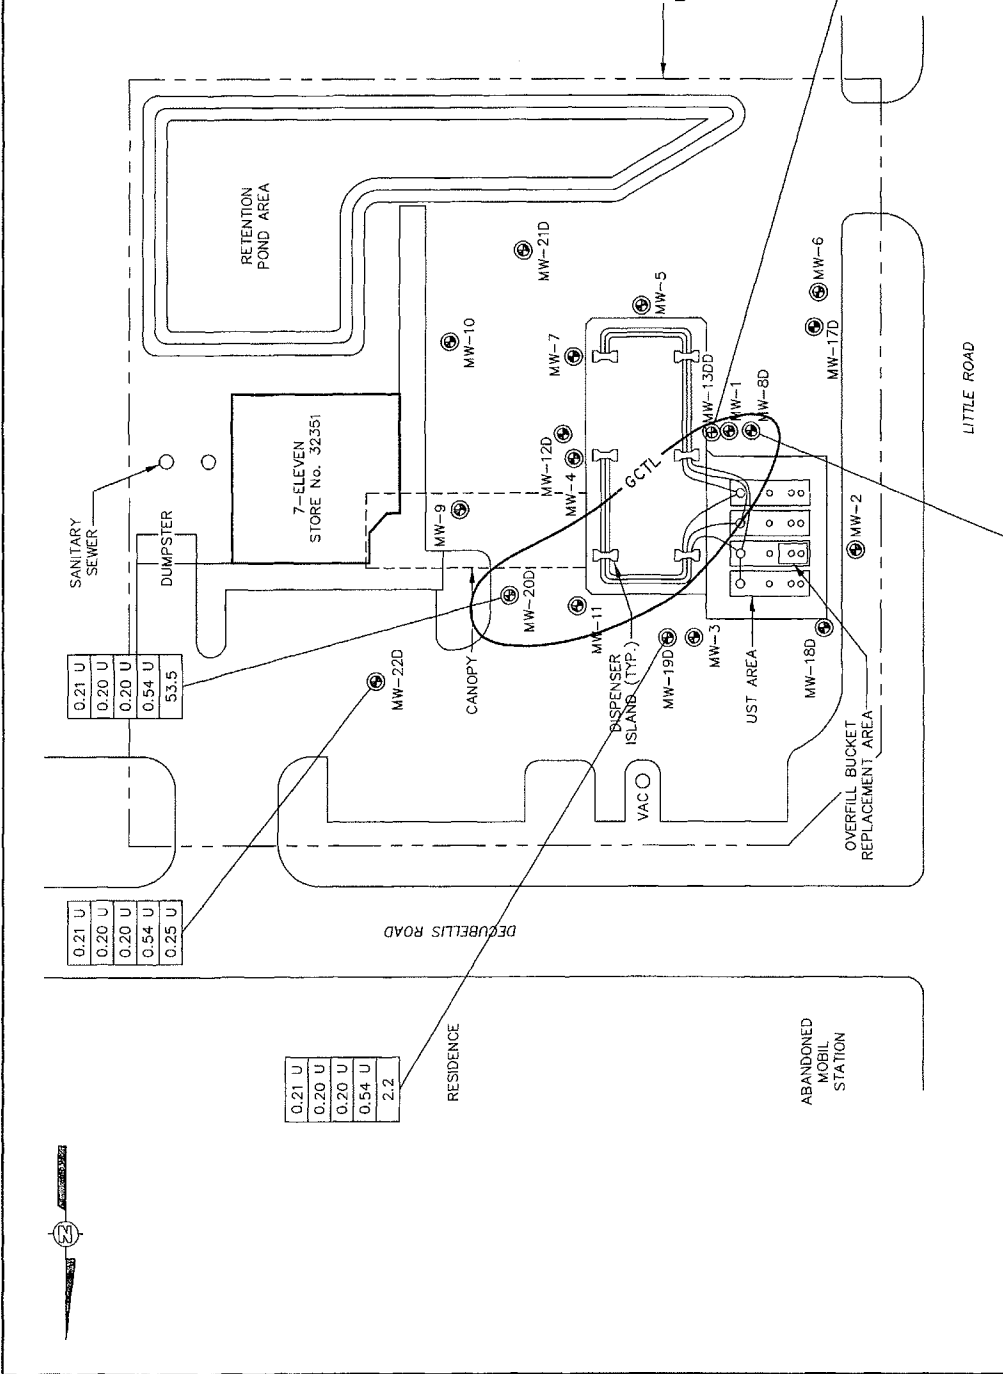 SANITARY
SEWER
DUMPSTER
7-ELEVEN
STORE No. 32351
RETENTION
POND AREA
0.21 U
0.20 U
0.20 U
0.54 U
53.5
0.21 U
0.20 U
0.20 U
0.54 U
0.25 U
0.21 U
0.20 U
0.20 U
0.54 U
2.2
MW-22D
CANOPY
MW-9
MW-20D
MW-10
MW-21D
MW-12D
MW-4
MW-7
MW-5
MW-11
GCTL
DISPENSER
ISLAND (TYP.)
MW-19D
MW-3
MW-13DD
MW-1
MW-8D
UST AREA
MW-18D
MW-2
MW-17D
MW-6
VAC
OVERFILL BUCKET
REPLACEMENT AREA
DECUBELLIS ROAD
RESIDENCE
ABANDONED
MOBIL
STATION
LITTLE ROAD
N